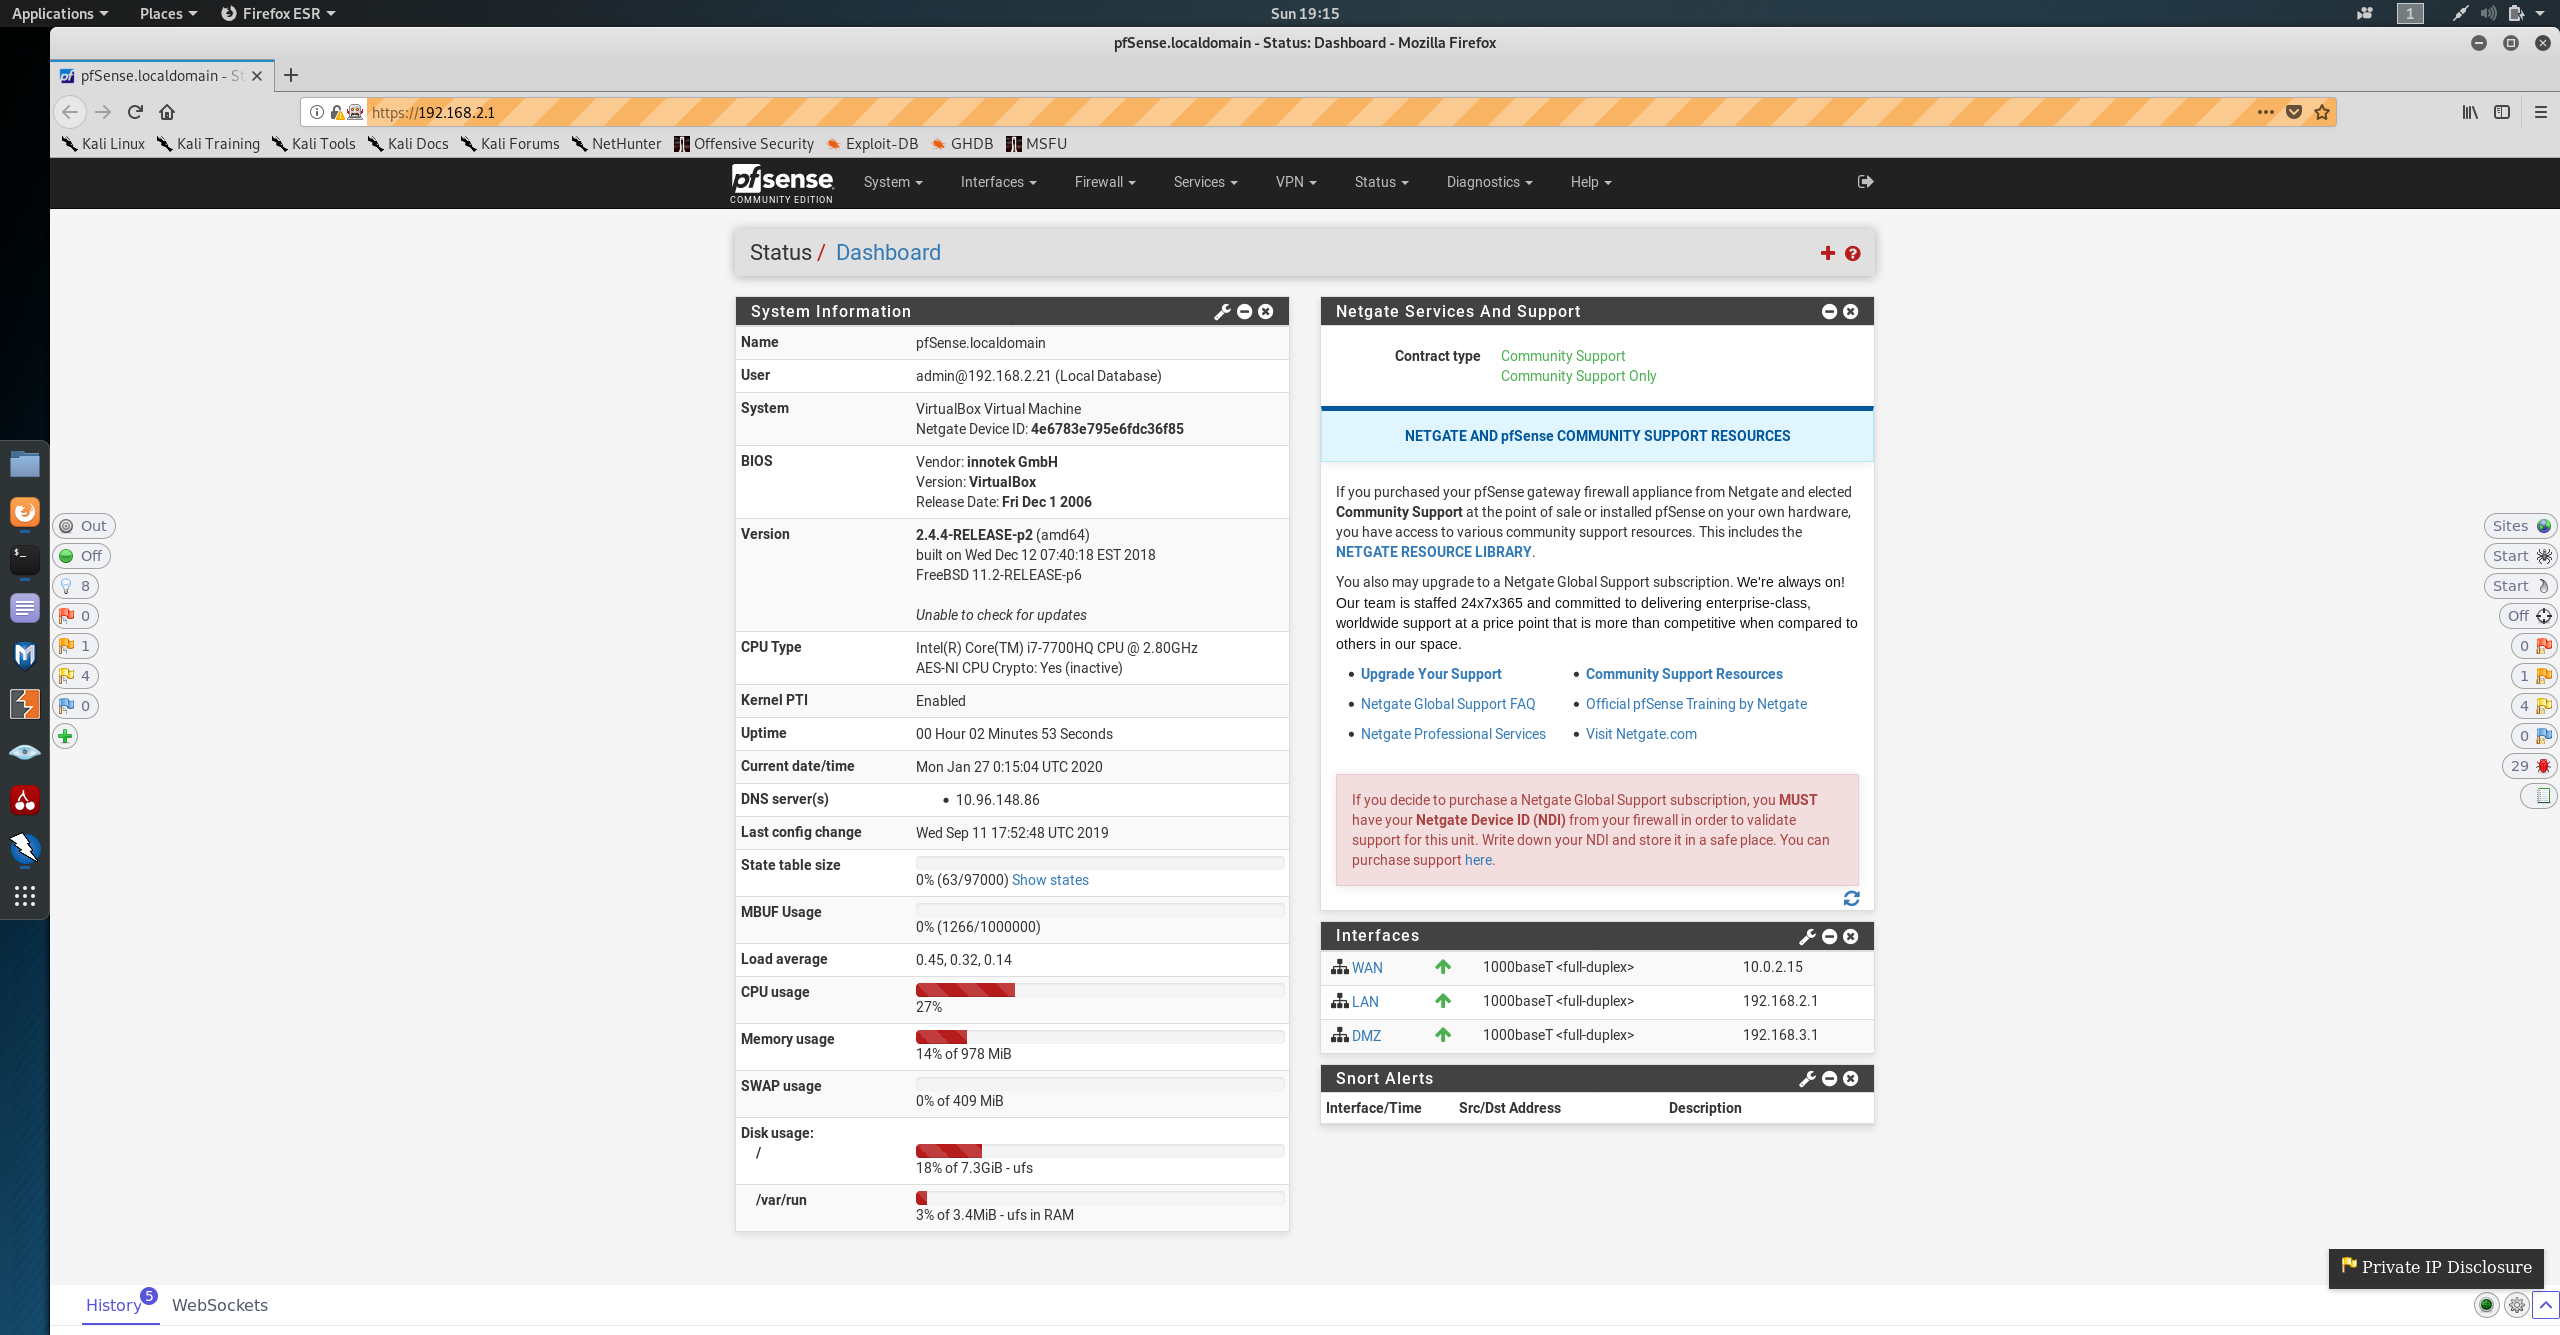 Applications Places Firefox ESR Sun 19:15 1
pfSense.localdomain - Status: Dashboard - Mozilla Firefox
pfSense.localdomain - St
https://192.168.2.1
Kali Linux Kali Training Kali Tools Kali Docs Kali Forums NetHunter Offensive Security Exploit-DB GHDB MSFU
pfsense System Interfaces Firewall Services VPN Status Diagnostics Help
COMMUNITY EDITION
Status / Dashboard
System Information
Name pfSense.localdomain
User admin@192.168.2.21 (Local Database)
System VirtualBox Virtual Machine
Netgate Device ID: 4e6783e795e6fdc36f85
BIOS Vendor: innotek GmbH
Version: VirtualBox
Release Date: Fri Dec 1 2006
Version 2.4.4-RELEASE-p2 (amd64)
built on Wed Dec 12 07:40:18 EST 2018
FreeBSD 11.2-RELEASE-p6
Unable to check for updates
CPU Type Intel(R) Core(TM) i7-7700HQ CPU @ 2.80GHz
AES-NI CPU Crypto: Yes (inactive)
Kernel PTI Enabled
Uptime 00 Hour 02 Minutes 53 Seconds
Current date/time Mon Jan 27 0:15:04 UTC 2020
DNS server(s) • 10.96.148.86
Last config change Wed Sep 11 17:52:48 UTC 2019
State table size
0% (63/97000) Show states
MBUF Usage
0% (1266/1000000)
Load average 0.45, 0.32, 0.14
CPU usage
27%
Memory usage
14% of 978 MiB
SWAP usage
0% of 409 MiB
Disk usage:
/
18% of 7.3GiB - ufs
/var/run
3% of 3.4MiB - ufs in RAM
Netgate Services And Support
Contract type Community Support
Community Support Only
NETGATE AND pfSense COMMUNITY SUPPORT RESOURCES
If you purchased your pfSense gateway firewall appliance from Netgate and elected
Community Support at the point of sale or installed pfSense on your own hardware,
you have access to various community support resources. This includes the
NETGATE RESOURCE LIBRARY.
You also may upgrade to a Netgate Global Support subscription. We're always on!
Our team is staffed 24x7x365 and committed to delivering enterprise-class,
worldwide support at a price point that is more than competitive when compared to
others in our space.
• Upgrade Your Support • Community Support Resources
• Netgate Global Support FAQ • Official pfSense Training by Netgate
• Netgate Professional Services • Visit Netgate.com
If you decide to purchase a Netgate Global Support subscription, you MUST
have your Netgate Device ID (NDI) from your firewall in order to validate
support for this unit. Write down your NDI and store it in a safe place. You can
purchase support here.
Interfaces
WAN 1000baseT <full-duplex> 10.0.2.15
LAN 1000baseT <full-duplex> 192.168.2.1
DMZ 1000baseT <full-duplex> 192.168.3.1
Snort Alerts
Interface/Time Src/Dst Address Description
Out
Off
8
0
1
4
0
Sites
Start
Start
Off
0
1
4
0
29
Private IP Disclosure
History 5 WebSockets